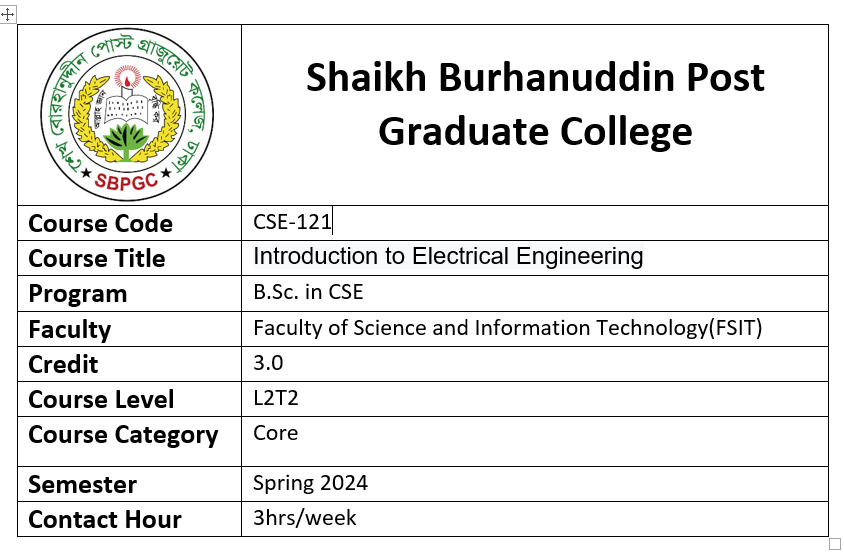 শেখ বোরহানুদ্দীন পোস্ট গ্রাজুয়েট কলেজ, ঢাকা
SBPGC
Shaikh Burhanuddin Post
Graduate College
Course Code CSE-121
Course Title Introduction to Electrical Engineering
Program B.Sc. in CSE
Faculty Faculty of Science and Information Technology(FSIT)
Credit 3.0
Course Level L2T2
Course Category Core
Semester Spring 2024
Contact Hour 3hrs/week